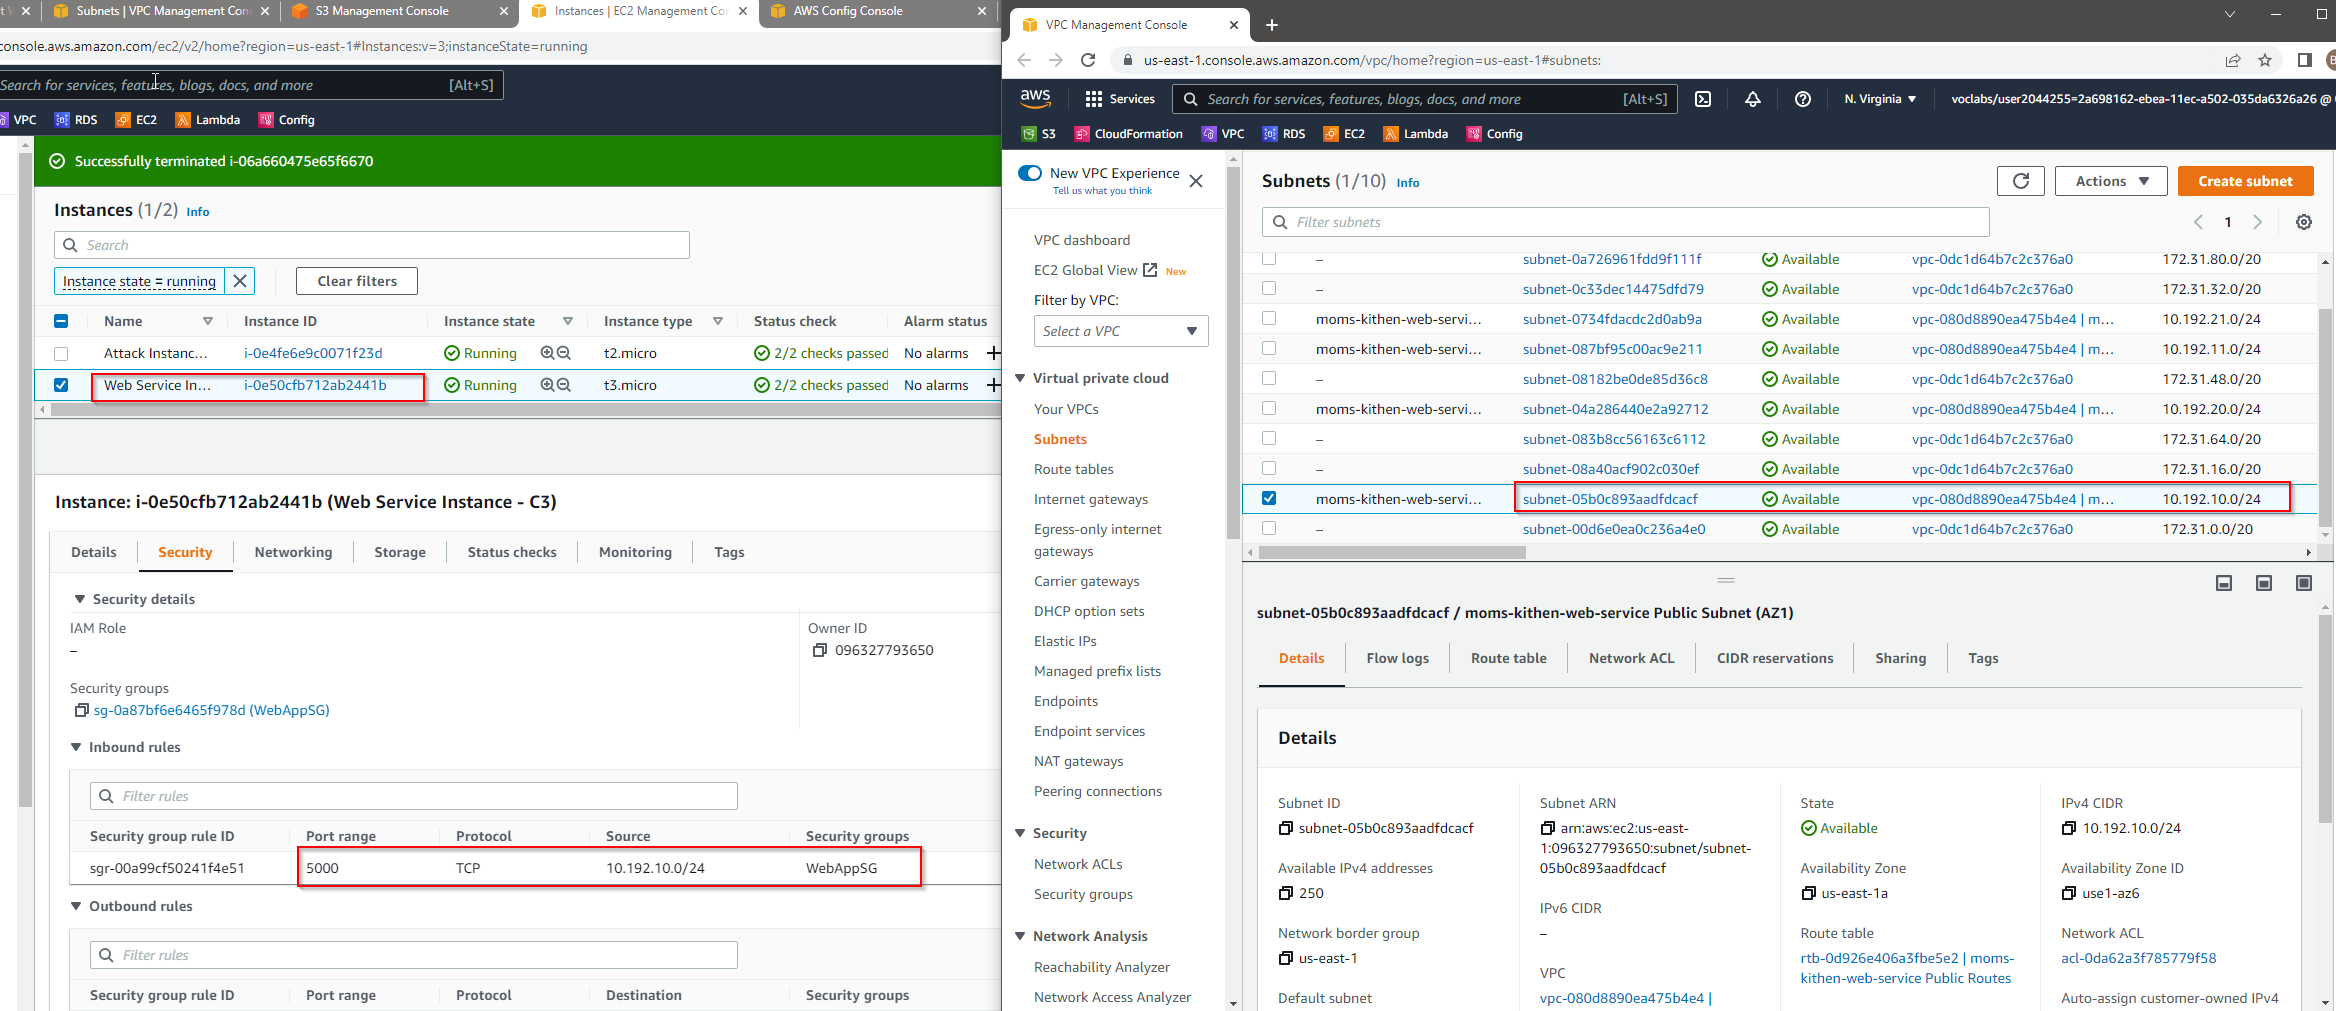 Subnets | VPC Management Con
S3 Management Console
Instances | EC2 Management Con
AWS Config Console
console.aws.amazon.com/ec2/v2/home?region=us-east-1#Instances:v=3;instanceState=running
Search for services, features, blogs, docs, and more [Alt+S]
VPC RDS EC2 Lambda Config
Successfully terminated i-06a660475e65f6670
Instances (1/2) Info
Search
Instance state = running
Clear filters
Name Instance ID Instance state Instance type Status check Alarm status
Attack Instanc... i-0e4fe6e9c0071f23d Running t2.micro 2/2 checks passed No alarms
Web Service In... i-0e50cfb712ab2441b Running t3.micro 2/2 checks passed No alarms
Instance: i-0e50cfb712ab2441b (Web Service Instance - C3)
Details Security Networking Storage Status checks Monitoring Tags
Security details
IAM Role
–
Owner ID
096327793650
Security groups
sg-0a87bf6e6465f978d (WebAppSG)
Inbound rules
Filter rules
Security group rule ID Port range Protocol Source Security groups
sgr-00a99cf50241f4e51 5000 TCP 10.192.10.0/24 WebAppSG
Outbound rules
Filter rules
Security group rule ID Port range Protocol Destination Security groups
VPC Management Console
us-east-1.console.aws.amazon.com/vpc/home?region=us-east-1#subnets:
aws Services Search for services, features, blogs, docs, and more [Alt+S] N. Virginia voclabs/user2044255=2a698162-ebea-11ec-a502-035da6326a26 @
S3 CloudFormation VPC RDS EC2 Lambda Config
New VPC Experience
Tell us what you think
VPC dashboard
EC2 Global View New
Filter by VPC:
Select a VPC
Virtual private cloud
Your VPCs
Subnets
Route tables
Internet gateways
Egress-only internet
gateways
Carrier gateways
DHCP option sets
Elastic IPs
Managed prefix lists
Endpoints
Endpoint services
NAT gateways
Peering connections
Security
Network ACLs
Security groups
Network Analysis
Reachability Analyzer
Network Access Analyzer
Subnets (1/10) Info
Actions
Create subnet
Filter subnets
1
– subnet-0a726961fdd9f111f Available vpc-0dc1d64b7c2c376a0 172.31.80.0/20
– subnet-0c33dec14475dfd79 Available vpc-0dc1d64b7c2c376a0 172.31.32.0/20
moms-kithen-web-servi... subnet-0734fdacdc2d0ab9a Available vpc-080d8890ea475b4e4 | m... 10.192.21.0/24
moms-kithen-web-servi... subnet-087bf95c00ac9e211 Available vpc-080d8890ea475b4e4 | m... 10.192.11.0/24
– subnet-08182be0de85d36c8 Available vpc-0dc1d64b7c2c376a0 172.31.48.0/20
moms-kithen-web-servi... subnet-04a286440e2a92712 Available vpc-080d8890ea475b4e4 | m... 10.192.20.0/24
– subnet-083b8cc56163c6112 Available vpc-0dc1d64b7c2c376a0 172.31.64.0/20
– subnet-08a40acf902c030ef Available vpc-0dc1d64b7c2c376a0 172.31.16.0/20
moms-kithen-web-servi... subnet-05b0c893aadfdcacf Available vpc-080d8890ea475b4e4 | m... 10.192.10.0/24
– subnet-00d6e0ea0c236a4e0 Available vpc-0dc1d64b7c2c376a0 172.31.0.0/20
subnet-05b0c893aadfdcacf / moms-kithen-web-service Public Subnet (AZ1)
Details Flow logs Route table Network ACL CIDR reservations Sharing Tags
Details
Subnet ID
subnet-05b0c893aadfdcacf
Available IPv4 addresses
250
Network border group
us-east-1
Default subnet
Subnet ARN
arn:aws:ec2:us-east-
1:096327793650:subnet/subnet-
05b0c893aadfdcacf
IPv6 CIDR
–
VPC
vpc-080d8890ea475b4e4 |
State
Available
Availability Zone
us-east-1a
Route table
rtb-0d926e406a3fbe5e2 | moms-
kithen-web-service Public Routes
IPv4 CIDR
10.192.10.0/24
Availability Zone ID
use1-az6
Network ACL
acl-0da62a3f785779f58
Auto-assign customer-owned IPv4